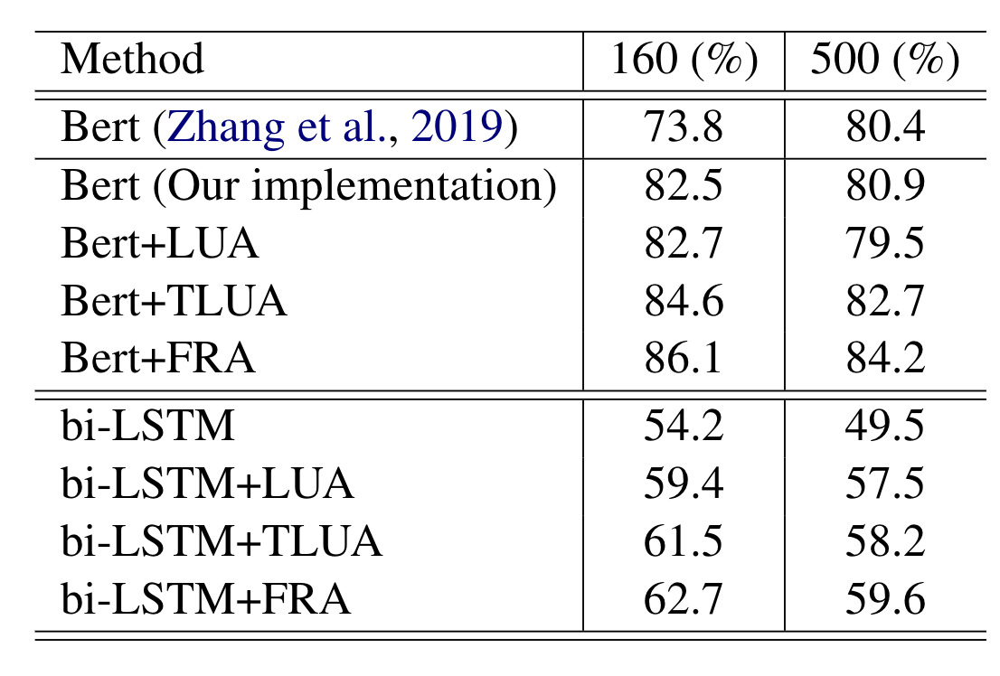 Method 160 (%) 500 (%)
Bert (Zhang et al., 2019) 73.8 80.4
Bert (Our implementation) 82.5 80.9
Bert+LUA 82.7 79.5
Bert+TLUA 84.6 82.7
Bert+FRA 86.1 84.2
bi-LSTM 54.2 49.5
bi-LSTM+LUA 59.4 57.5
bi-LSTM+TLUA 61.5 58.2
bi-LSTM+FRA 62.7 59.6